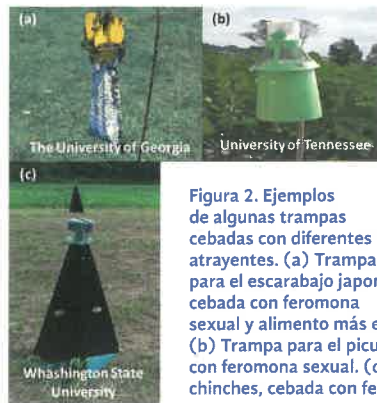 (a)
The University of Georgia
(b)
University of Tennessee
(c)
Whashington State
University
Figura 2. Ejemplos
de algunas trampas
cebadas con diferentes
atrayentes. (a) Trampa
para el escarabajo japon
cebada con feromona
sexual y alimento más e
(b) Trampa para el picu
con feromona sexual. (c
chinches, cebada con fe